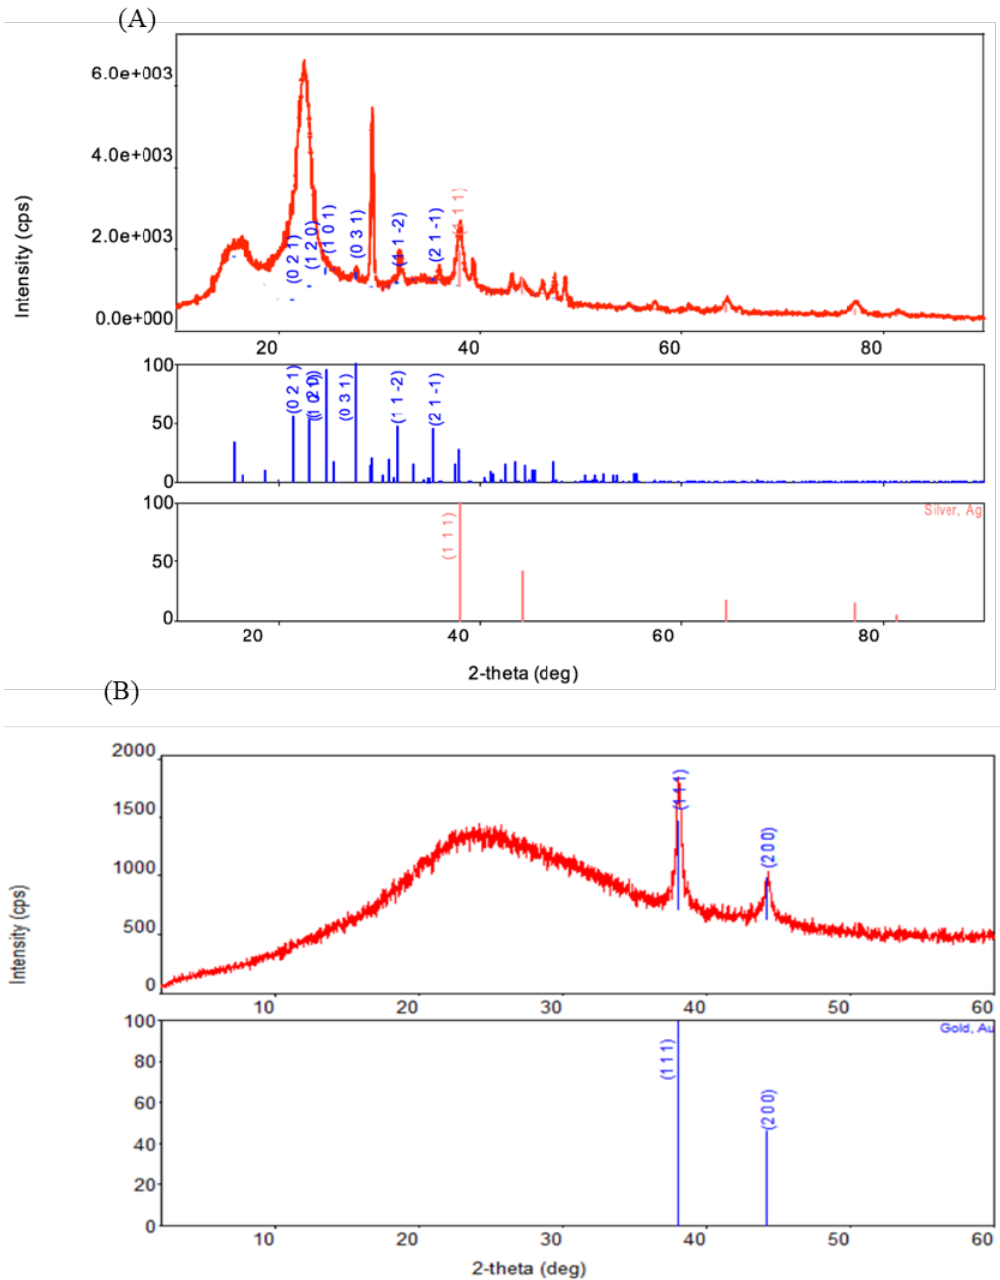 (A)
Intensity (cps)
6.0e+003
4.0e+003
2.0e+003
0.0e+000
(0 2 1)
(1 2 0)
(1 0 1)
(0 3 1)
(1 1 -2)
(2 1 -1)
20 40 60 80
100
50
0
(0 2 1)
(0 3 1)
(1 1 -2)
(2 1 -1)
100
50
0
(1 1 1)
Silver, Ag
20 40 60 80
2-theta (deg)
(B)
Intensity (cps)
2000
1500
1000
500
0
(1 1 1)
(2 0 0)
10 20 30 40 50 60
100
80
60
40
20
0
(1 1 1)
(2 0 0)
Gold, Au
10 20 30 40 50 60
2-theta (deg)